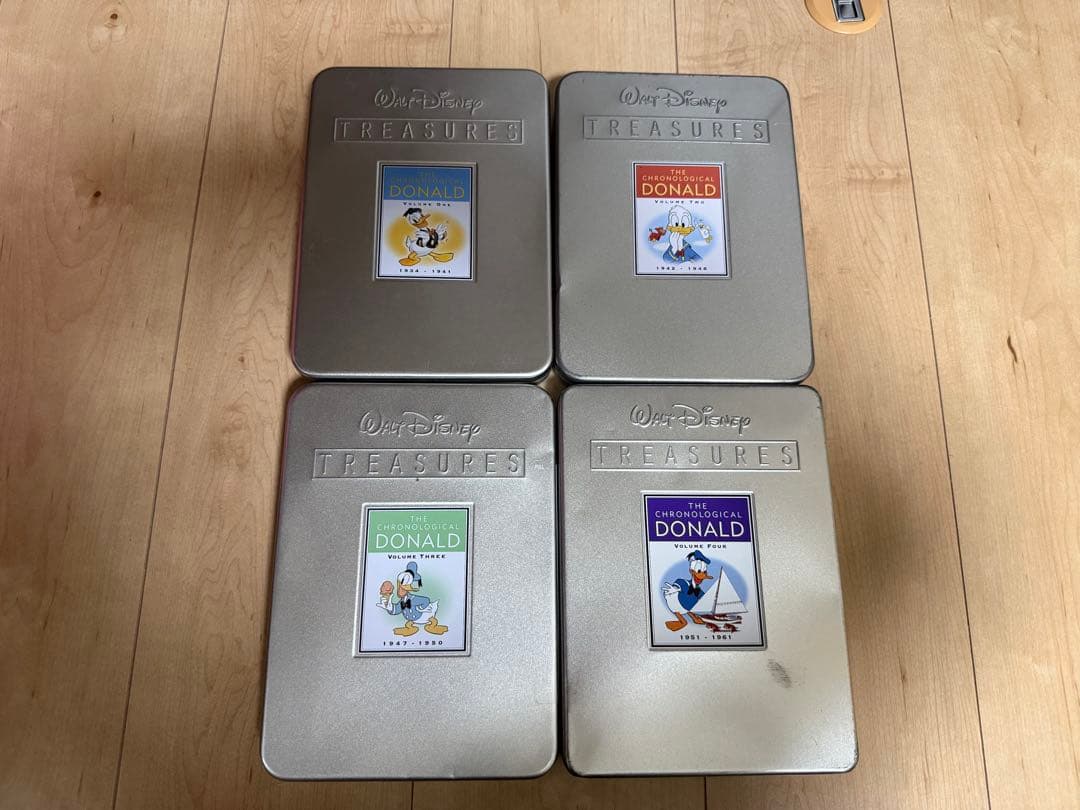 WALT DISNEY
TREASURES
THE
CHRONOLOGICAL
DONALD
VOLUME ONE
1934 - 1941
WALT DISNEY
TREASURES
THE
CHRONOLOGICAL
DONALD
VOLUME TWO
1942 - 1946
WALT DISNEY
TREASURES
THE
CHRONOLOGICAL
DONALD
VOLUME THREE
1947 - 1950
WALT DISNEY
TREASURES
THE
CHRONOLOGICAL
DONALD
VOLUME FOUR
1951 - 1961